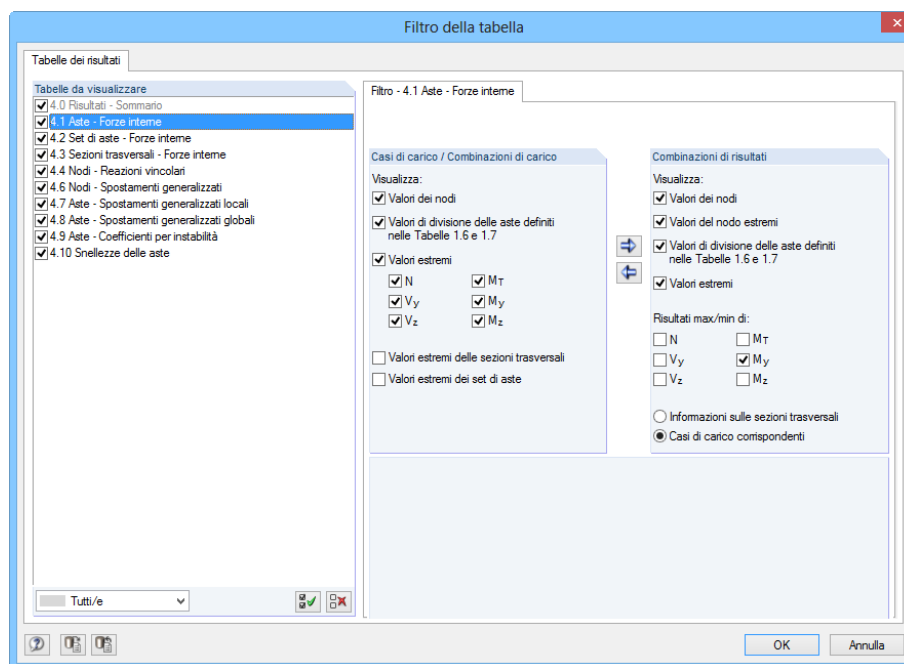 Filtro della tabella
Tabelle dei risultati
Tabelle da visualizzare
4.0 Risultati - Sommario
4.1 Aste - Forze interne
4.2 Set di aste - Forze interne
4.3 Sezioni trasversali - Forze interne
4.4 Nodi - Reazioni vincolari
4.6 Nodi - Spostamenti generalizzati
4.7 Aste - Spostamenti generalizzati locali
4.8 Aste - Spostamenti generalizzati globali
4.9 Aste - Coefficienti per instabilità
4.10 Snellezze delle aste
Tutti/e
Filtro - 4.1 Aste - Forze interne
Casi di carico / Combinazioni di carico
Visualizza:
Valori dei nodi
Valori di divisione delle aste definiti
nelle Tabelle 1.6 e 1.7
Valori estremi
N MT
Vy My
Vz Mz
Valori estremi delle sezioni trasversali
Valori estremi dei set di aste
Combinazioni di risultati
Visualizza:
Valori dei nodi
Valori del nodo estremi
Valori di divisione delle aste definiti
nelle Tabelle 1.6 e 1.7
Valori estremi
Risultati max/min di:
N MT
Vy My
Vz Mz
Informazioni sulle sezioni trasversali
Casi di carico corrispondenti
OK
Annulla